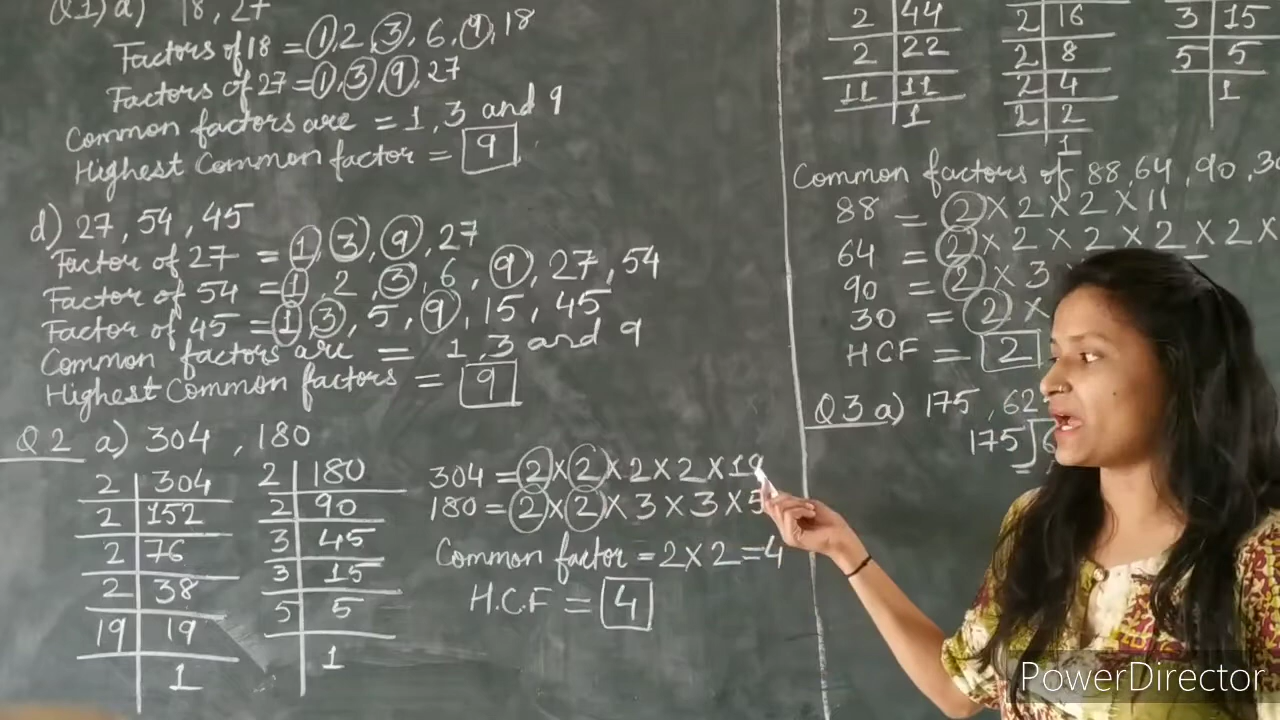 Q1) a) 18, 27
Factors of 18 = 1, 2, 3, 6, 9, 18
Factors of 27 = 1, 3, 9, 27
Common factors are = 1, 3 and 9
Highest Common factor = 9
d) 27, 54, 45
Factor of 27 = 1, 3, 9, 27
Factor of 54 = 1, 2, 3, 6, 9, 27, 54
Factor of 45 = 1, 3, 5, 9, 15, 45
Common factors are = 1, 3 and 9
Highest Common factors = 9
Q2 a) 304, 180
2 304
2 152
2 76
2 38
19 19
1
2 180
2 90
3 45
3 15
5 5
1
304 = 2 × 2 × 2 × 2 × 19
180 = 2 × 2 × 3 × 3 × 5
Common factor = 2 × 2 = 4
H.C.F = 4
2 44
2 22
11 11
1
2 16
2 8
2 4
2 2
1
3 15
5 5
1
Common factors of 88, 64, 90, 30
88 = 2 × 2 × 2 × 11
64 = 2 × 2 × 2 × 2 × 2 ×
90 = 2 × 3
30 = 2 ×
HCF = 2
Q3 a) 175, 62
175
PowerDirector